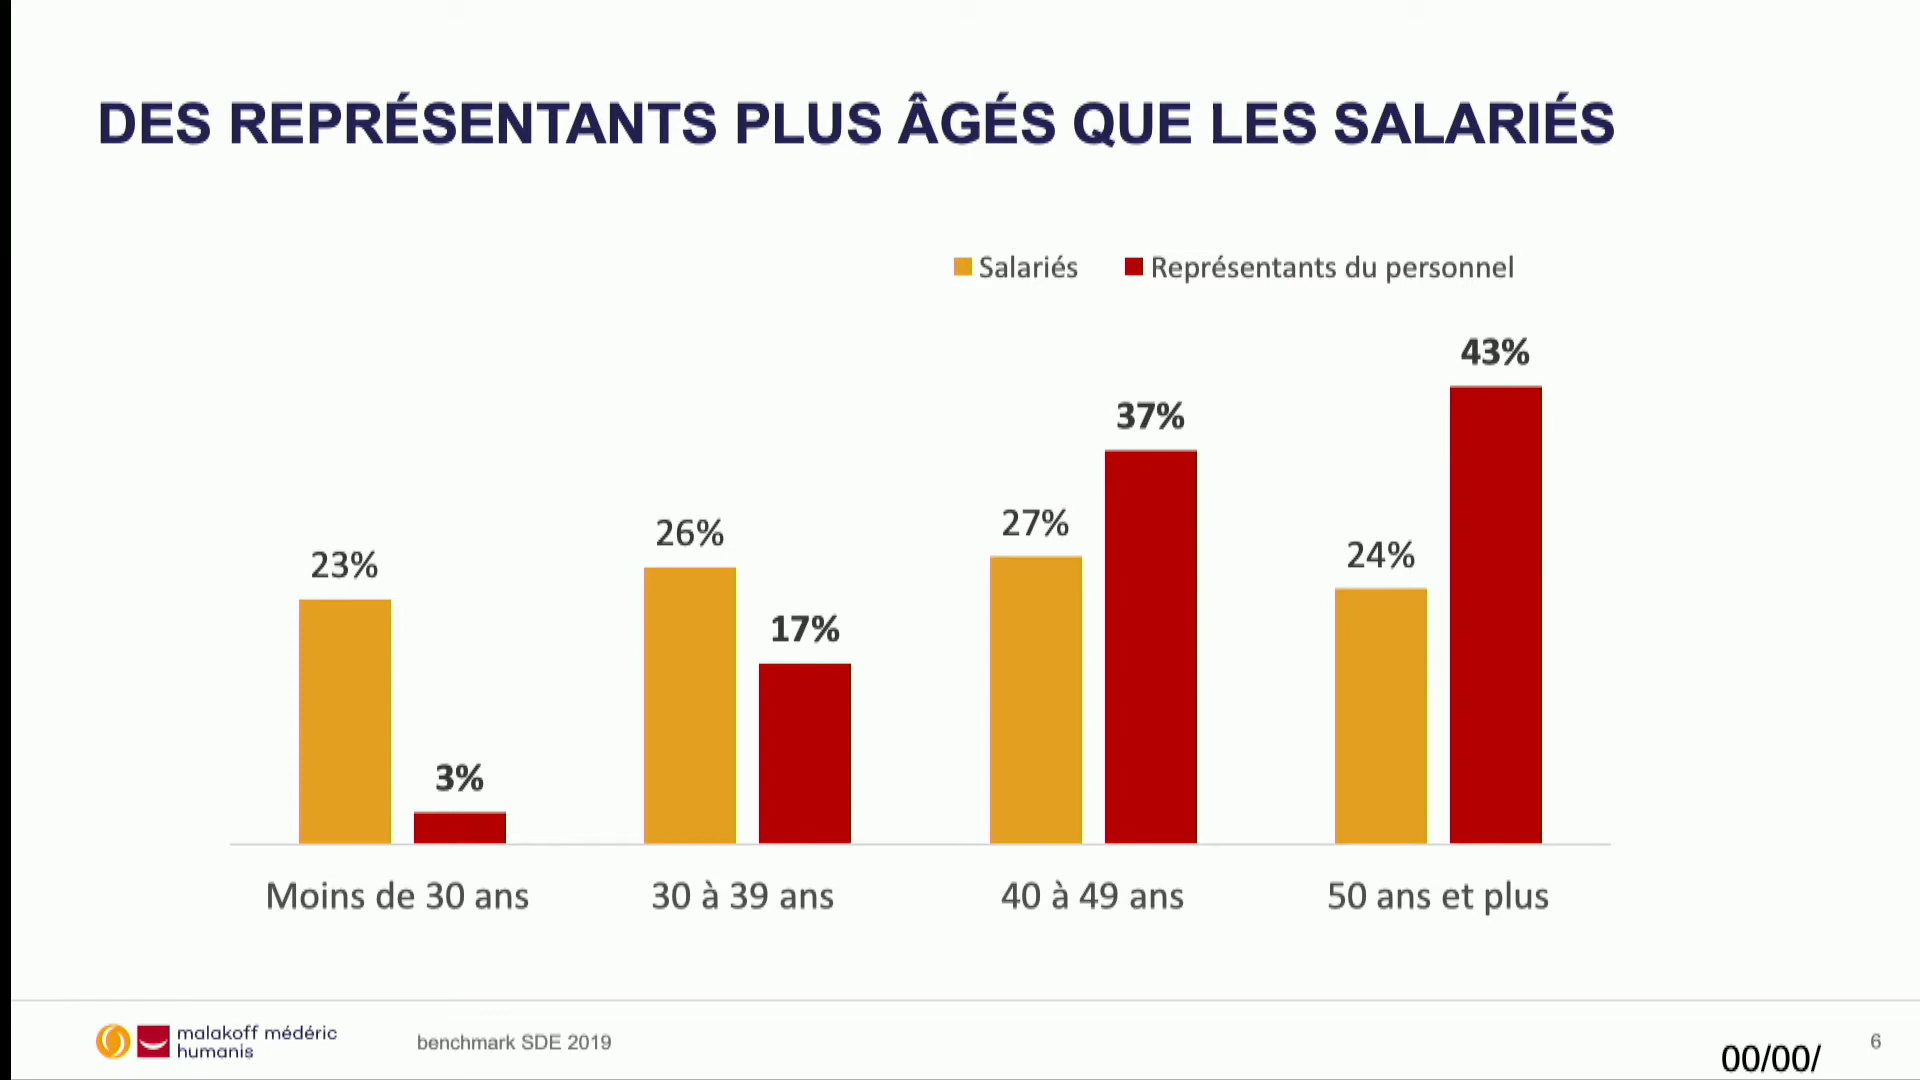 DES REPRÉSENTANTS PLUS ÂGÉS QUE LES SALARIÉS
Salariés Représentants du personnel
23% 3% 26% 17% 27% 37% 24% 43%
Moins de 30 ans 30 à 39 ans 40 à 49 ans 50 ans et plus
malakoff médéric
humanis
benchmark SDE 2019
00/00/
6